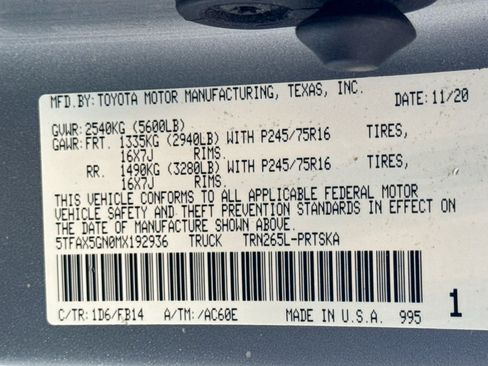 MFD.BY:TOYOTA MOTOR MANUFACTURING, TEXAS, INC. DATE:11/20
GVWR:2540KG (5600LB)
GAWR:FRT. 1335KG (2940LB) WITH P245/75R16 TIRES,
16X7J RIMS.
RR. 1490KG (3280LB) WITH P245/75R16 TIRES,
16X7J RIMS.
THIS VEHICLE CONFORMS TO ALL APPLICABLE FEDERAL MOTOR
VEHICLE SAFETY AND THEFT PREVENTION STANDARDS IN EFFECT ON
THE DATE OF MANUFACTURE SHOWN ABOVE.
5TFAX5GN0MX192936 TRUCK TRN265L-PRTSKA
C/TR:1D6/FB14 A/TM:/AC60E MADE IN U.S.A. 995 1